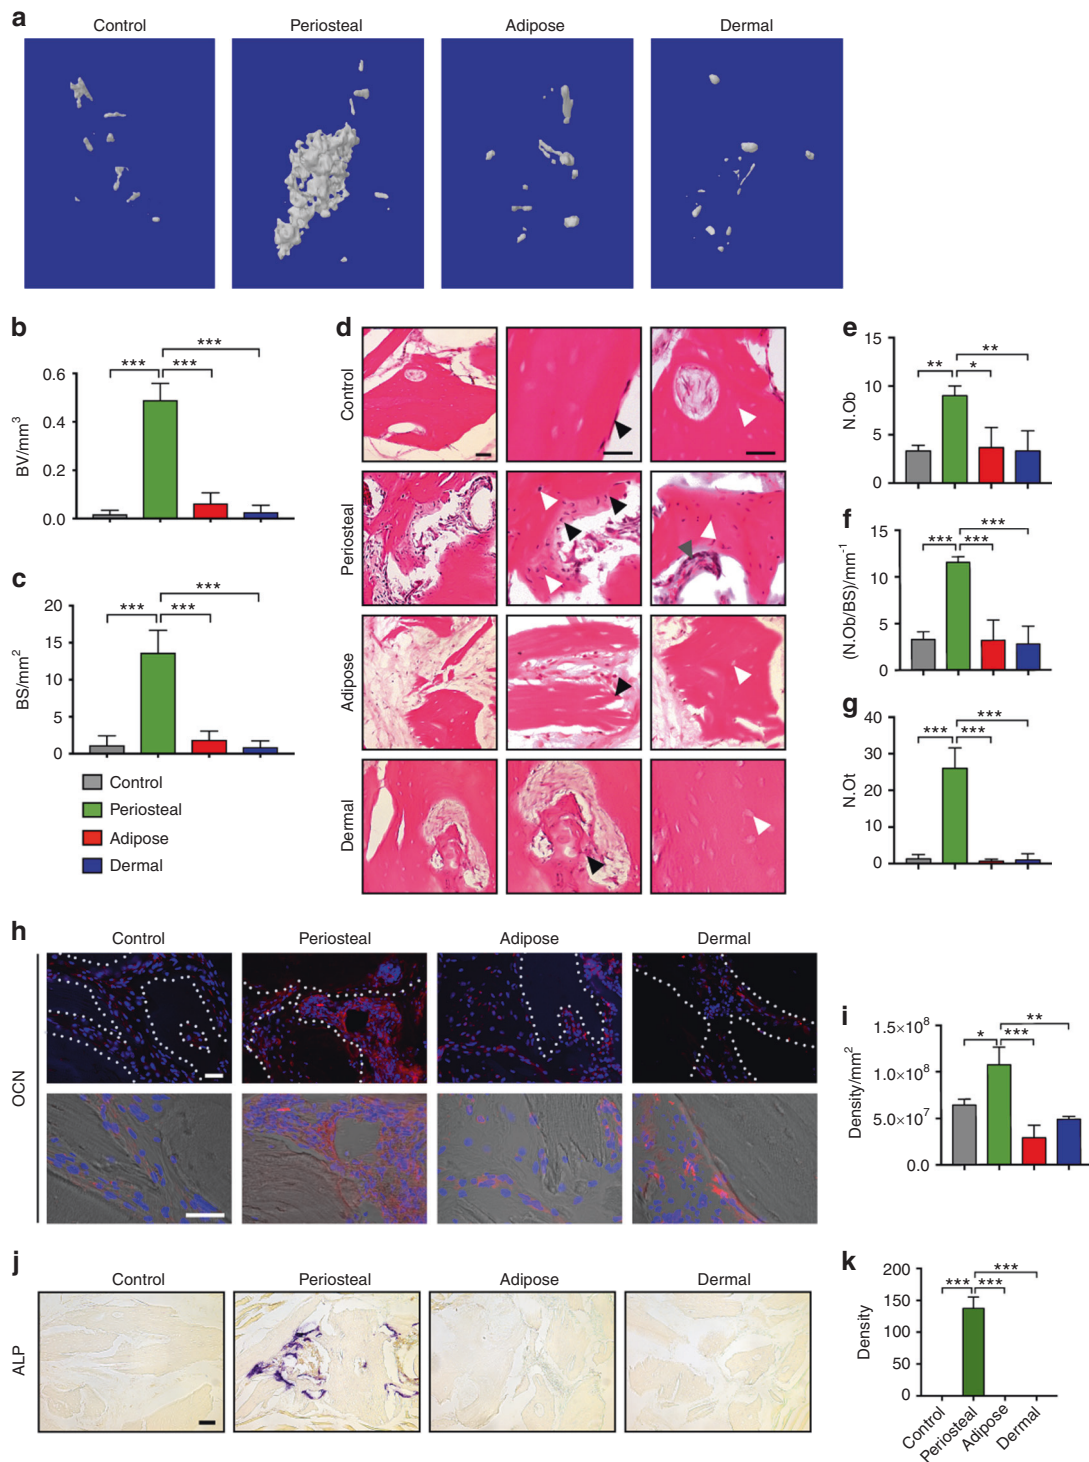 a
Control Periosteal Adipose Dermal
b
*** *** ***
BV/mm³
0.6
0.4
0.2
0.0
c
*** *** ***
BS/mm²
20
15
10
5
0
Control
Periosteal
Adipose
Dermal
d
Control
Periosteal
Adipose
Dermal
e
** * **
N.Ob
15
10
5
0
f
*** *** ***
(N.Ob/BS)/mm⁻¹
15
10
5
0
g
*** *** ***
N.Ot
40
30
20
10
0
h
Control Periosteal Adipose Dermal
OCN
i
* *** **
Density/mm²
1.5×10⁸
1.0×10⁸
5.0×10⁷
0.0
j
Control Periosteal Adipose Dermal
ALP
k
*** *** ***
Density
200
150
100
50
0
Control Periosteal Adipose Dermal